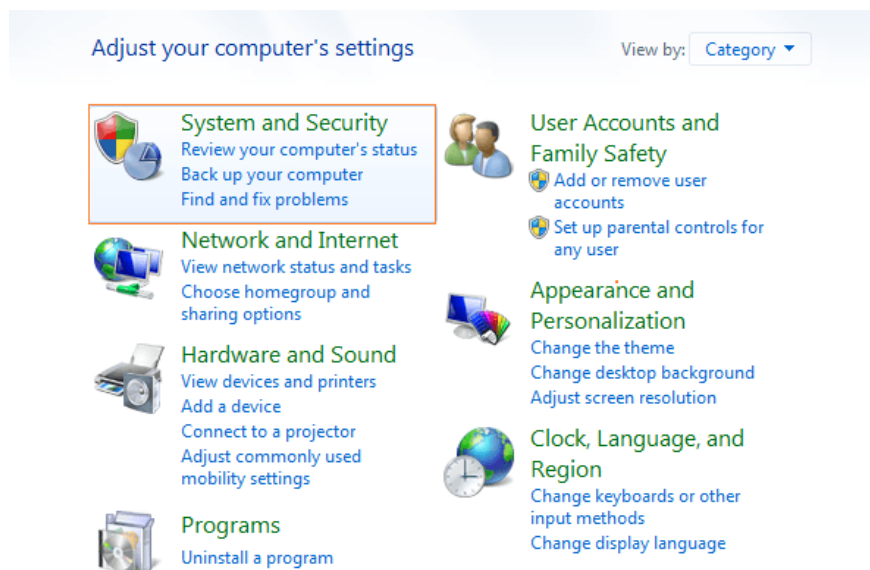 Adjust your computer's settings
View by: Category
System and Security
Review your computer's status
Back up your computer
Find and fix problems
Network and Internet
View network status and tasks
Choose homegroup and
sharing options
Hardware and Sound
View devices and printers
Add a device
Connect to a projector
Adjust commonly used
mobility settings
Programs
Uninstall a program
User Accounts and
Family Safety
Add or remove user
accounts
Set up parental controls for
any user
Appearance and
Personalization
Change the theme
Change desktop background
Adjust screen resolution
Clock, Language, and
Region
Change keyboards or other
input methods
Change display language